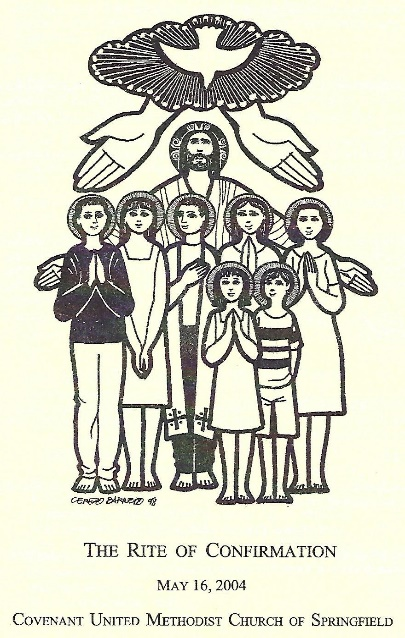 CEREZO BARREDO 98
THE RITE OF CONFIRMATION
MAY 16, 2004
COVENANT UNITED METHODIST CHURCH OF SPRINGFIELD